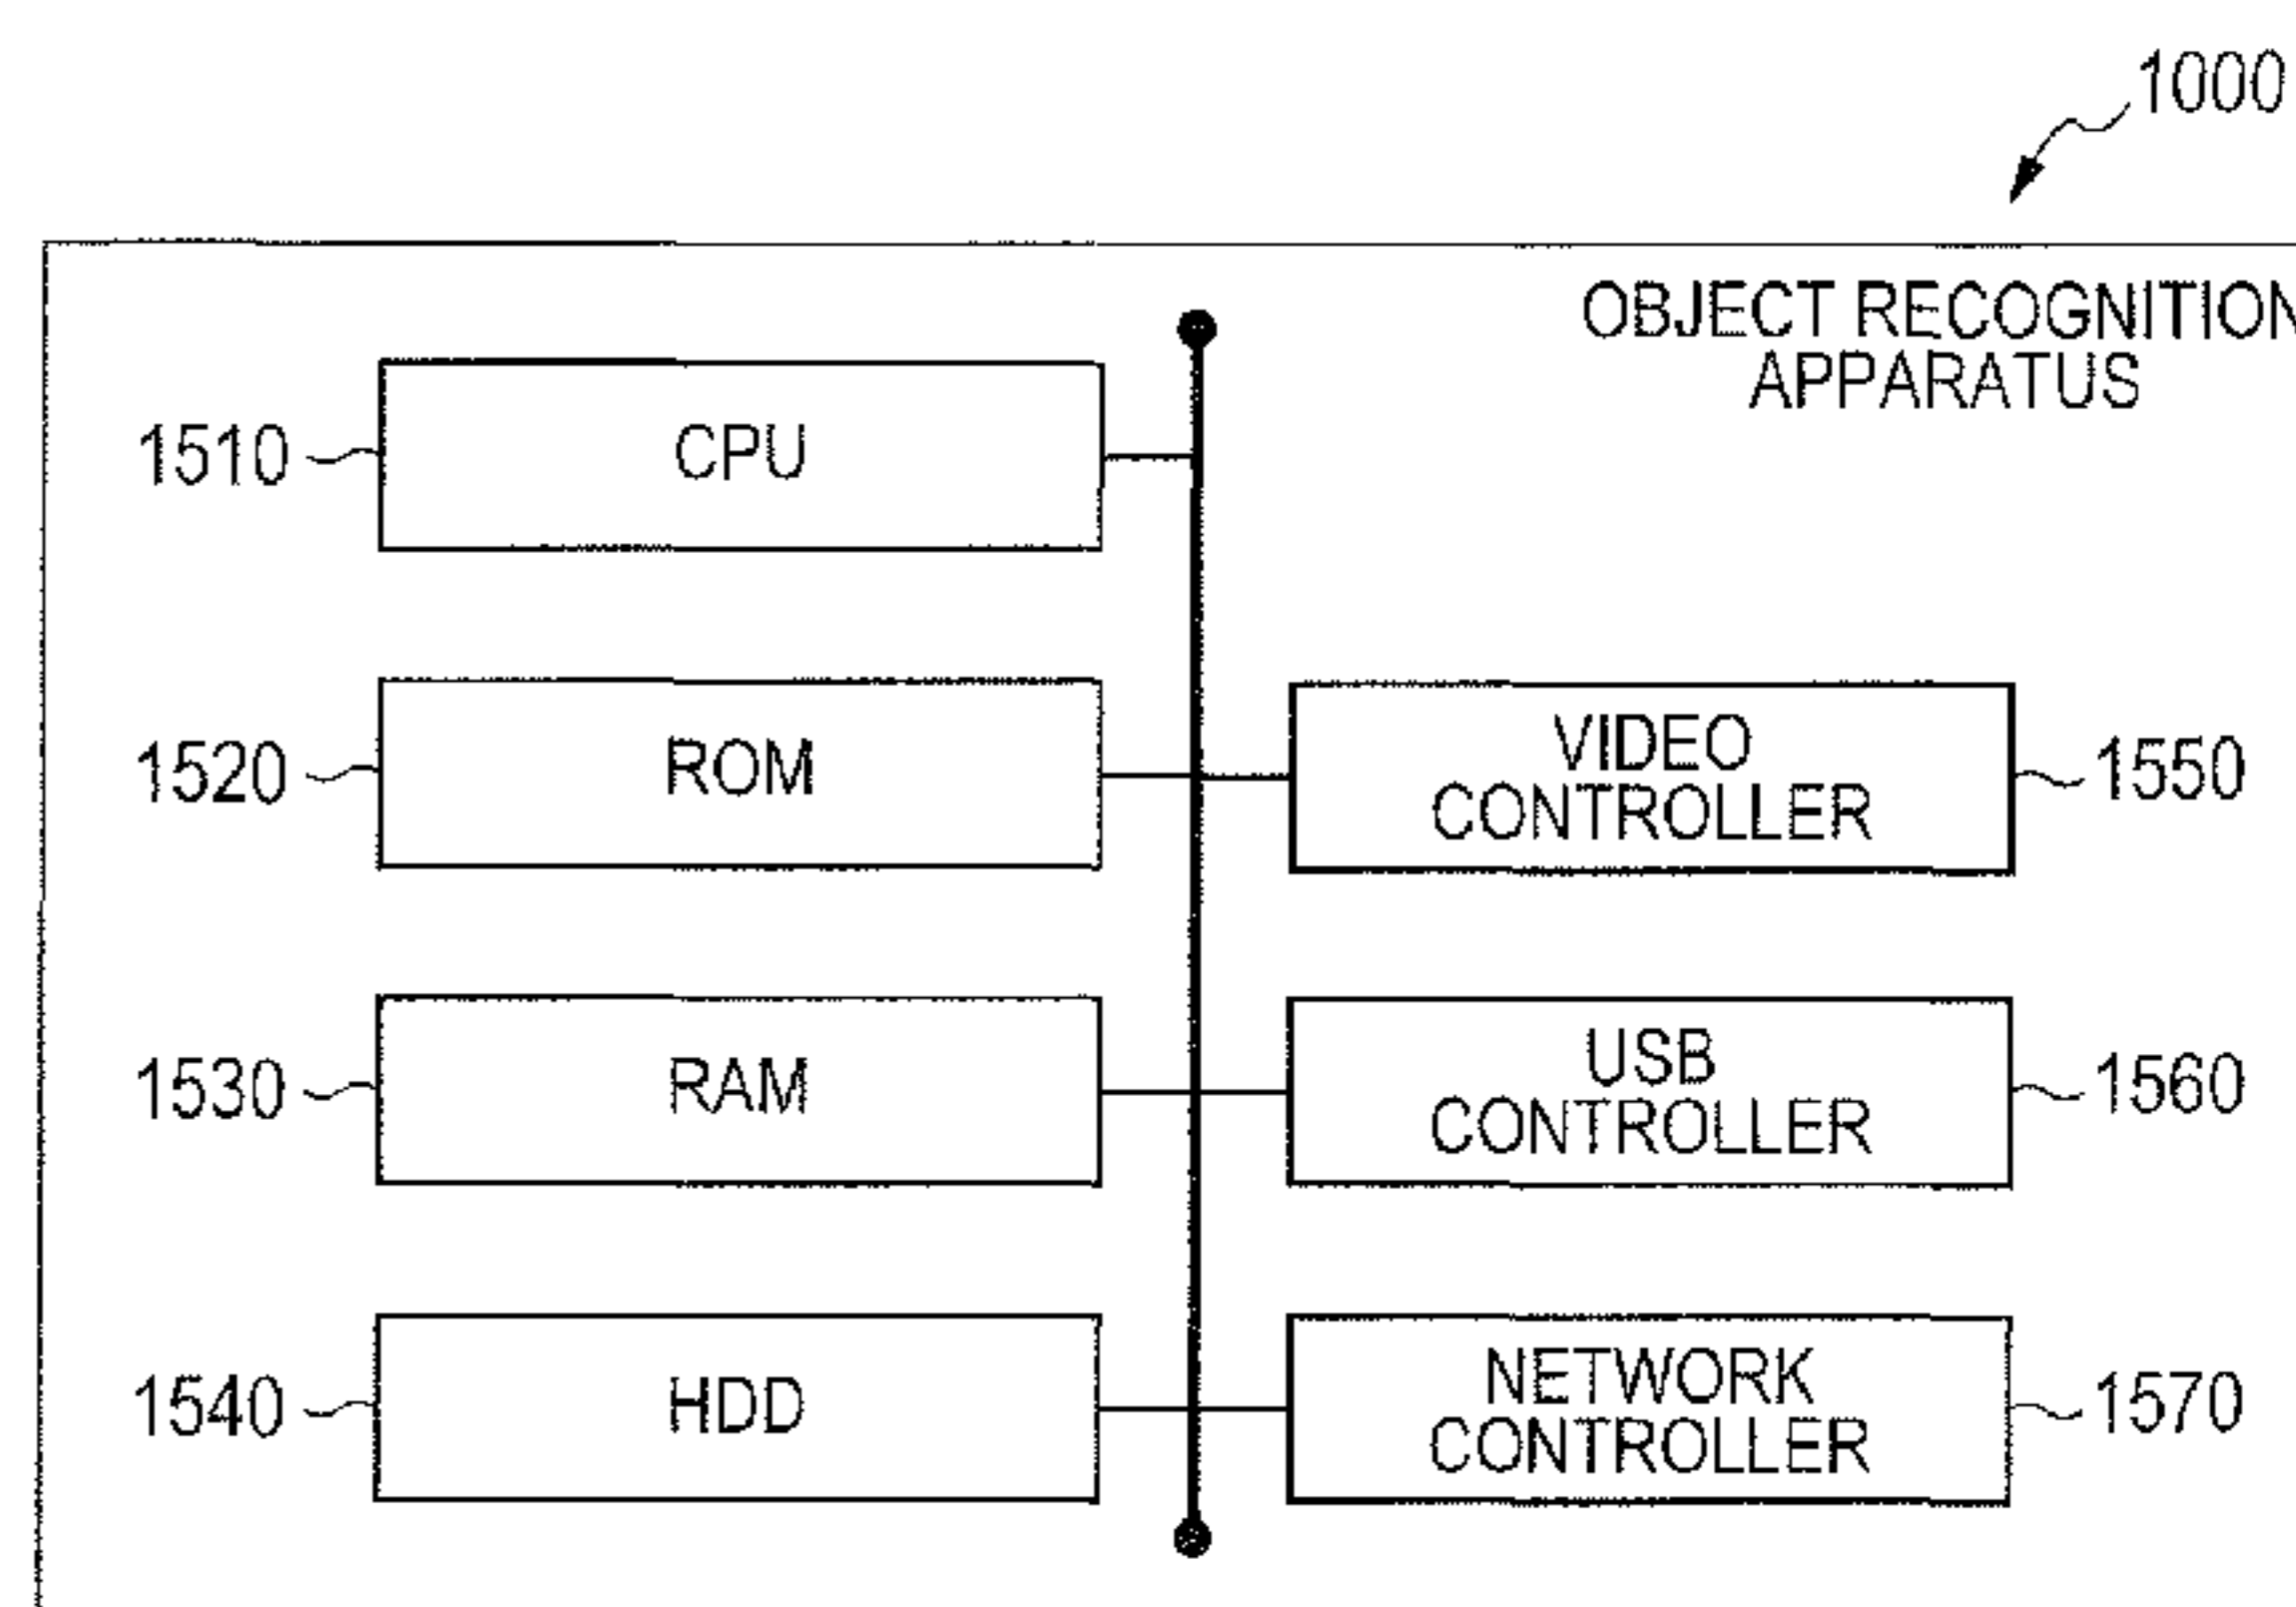 1000
OBJECT RECOGNITION
APPARATUS
1510
CPU
1520
ROM
VIDEO
CONTROLLER
1550
1530
RAM
USB
CONTROLLER
1560
1540
HDD
NETWORK
CONTROLLER
1570